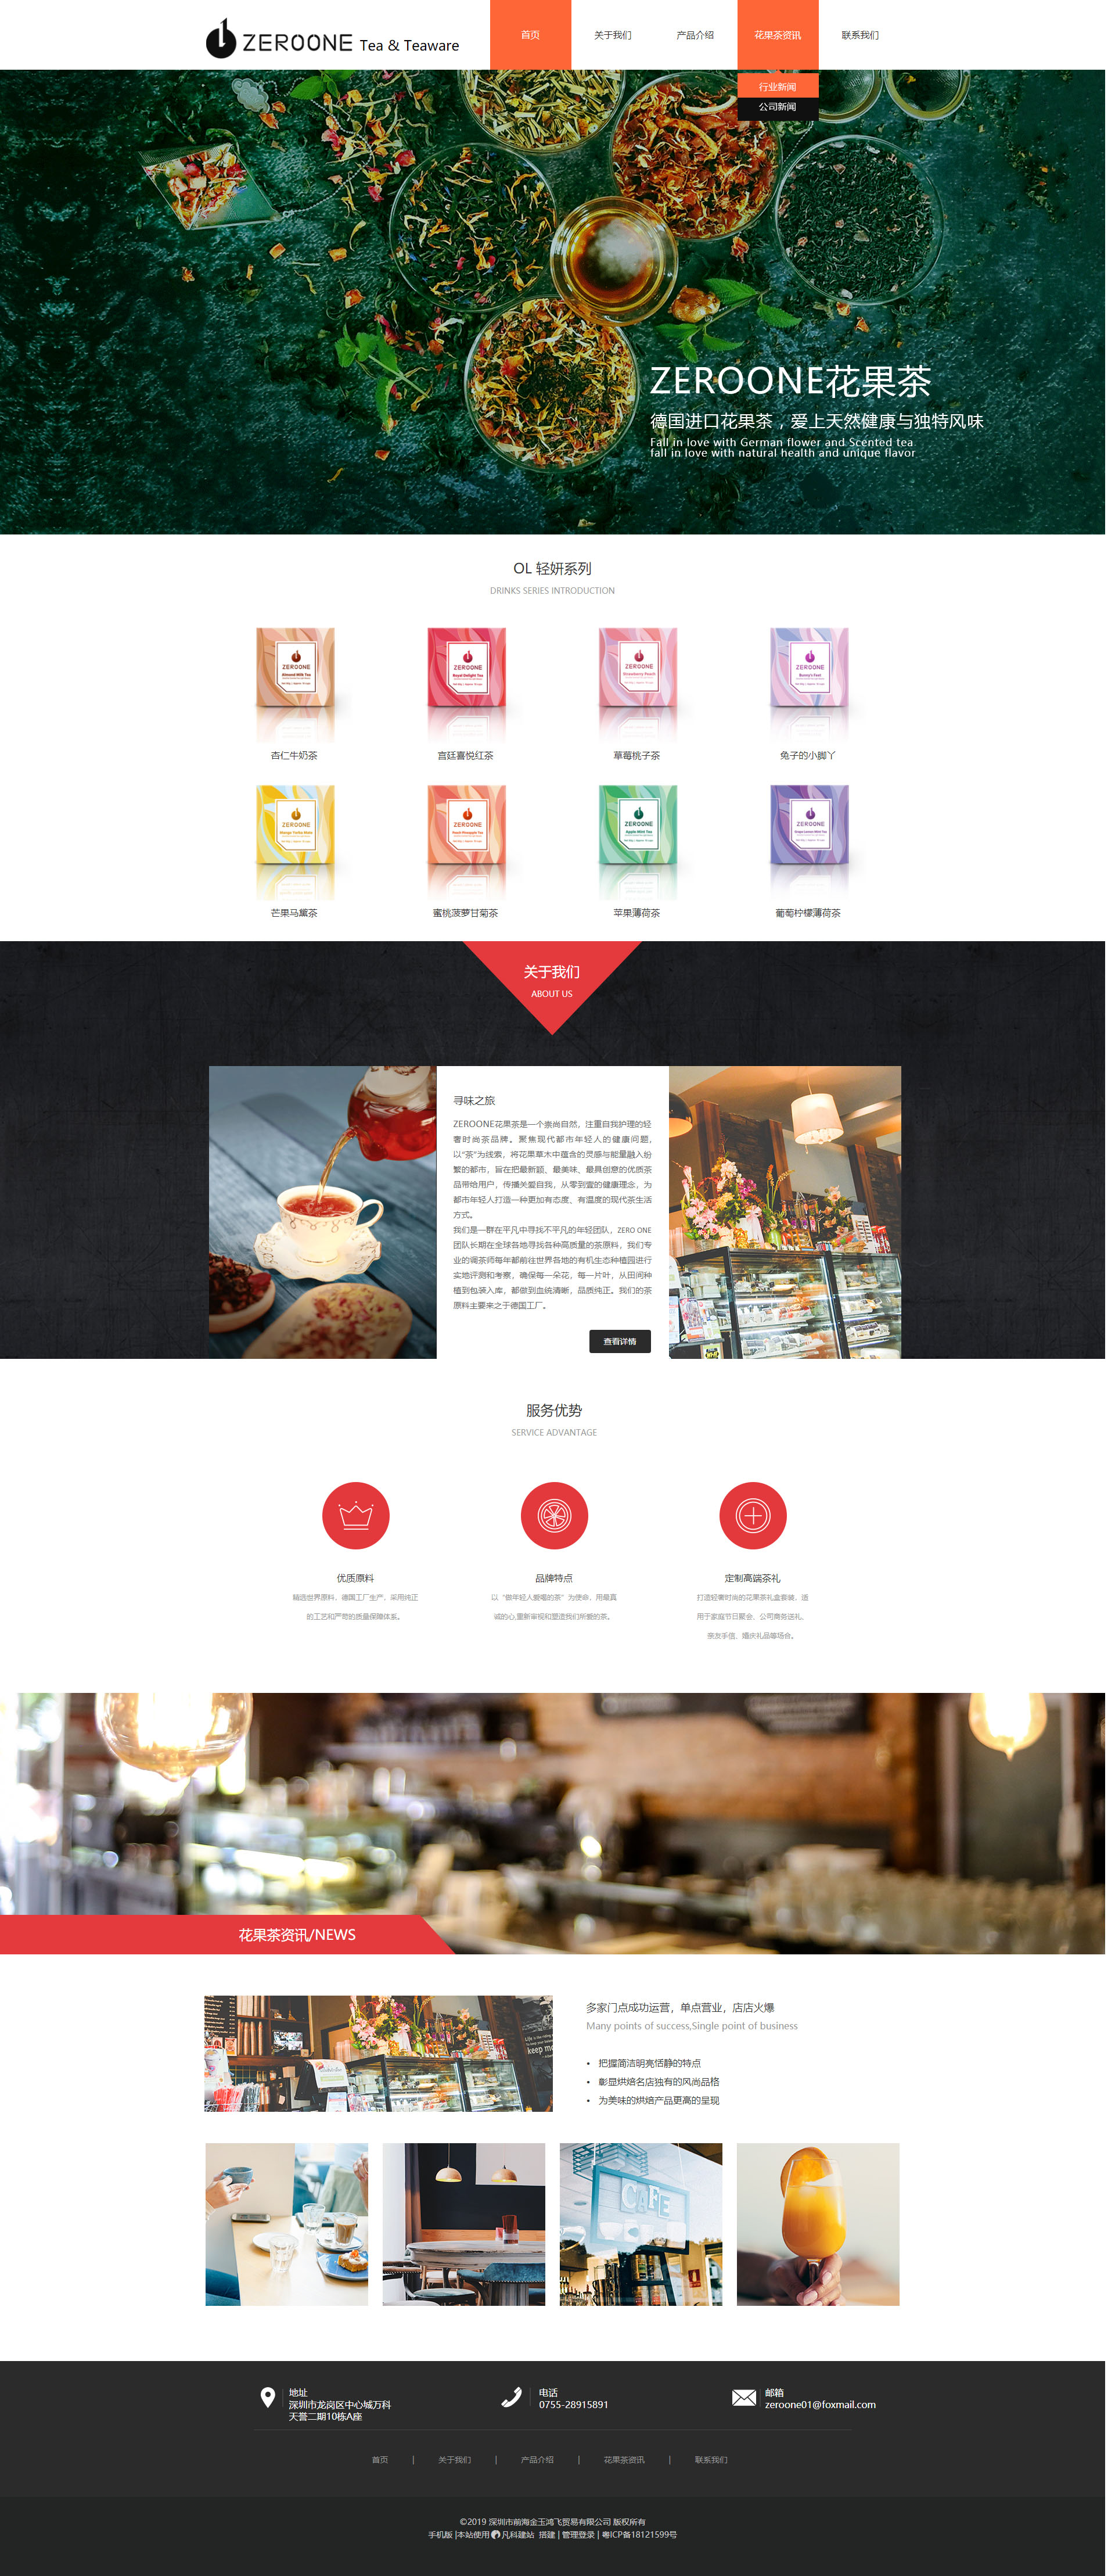 ZEROONE Tea & Teaware
首页
关于我们
产品介绍
花果茶资讯
联系我们
行业新闻
公司新闻
ZEROONE花果茶
德国进口花果茶，爱上天然健康与独特风味
Fall in love with German flower and Scented tea
fall in love with natural health and unique flavor
OL 轻妍系列
DRINKS SERIES INTRODUCTION
ZEROONE
Almond Milk Tea
ZEROONE
Royal Delight Tea
ZEROONE
Strawberry Peach
ZEROONE
Bunny's Feet
杏仁牛奶茶
宫廷喜悦红茶
草莓桃子茶
兔子的小脚丫
ZEROONE
ZEROONE
ZEROONE
Apple Mint Tea
ZEROONE
芒果马黛茶
蜜桃菠萝甘菊茶
苹果薄荷茶
葡萄柠檬薄荷茶
关于我们
ABOUT US
寻味之旅
ZEROONE花果茶是一个崇尚自然，注重自我护理的轻
奢时尚茶品牌。聚焦现代都市年轻人的健康问题，
以“茶”为线索，将花果草木中蕴含的灵感与能量融入纷
繁的都市，旨在把最新颖、最美味、最具创意的优质茶
品带给用户，传播关爱自我，从零到壹的健康理念，为
都市年轻人打造一种更加有态度、有温度的现代茶生活
方式。
我们是一群在平凡中寻找不平凡的年轻团队，ZERO ONE
团队长期在全球各地寻找各种高质量的茶原料，我们专
业的调茶师每年都前往世界各地的有机生态种植园进行
实地评测和考察，确保每一朵花，每一片叶，从田间种
植到包装入库，都做到血统清晰，品质纯正。我们的茶
原料主要来之于德国工厂。
查看详情
服务优势
SERVICE ADVANTAGE
优质原料
精选世界原料、德国工厂生产、采用纯正
的工艺和严苛的质量保障体系。
品牌特点
以“做年轻人爱喝的茶”为使命，用最真
诚的心,重新审视和塑造我们所爱的茶。
定制高端茶礼
打造轻奢时尚的花果茶礼盒套装，适
用于家庭节日聚会、公司商务送礼、
亲友手信、婚庆礼品等场合。
花果茶资讯/NEWS
keep mo
多家门点成功运营，单点营业，店店火爆
Many points of success,Single point of business
• 把握简洁明亮恬静的特点
• 彰显烘焙名店独有的风尚品格
• 为美味的烘焙产品更高的呈现
CAFE
地址
深圳市龙岗区中心城万科
天誉二期10栋A座
电话
0755-28915891
邮箱
zeroone01@foxmail.com
首页 | 关于我们 | 产品介绍 | 花果茶资讯 | 联系我们
©2019 深圳市前海金玉鸿飞贸易有限公司 版权所有
手机版 |本站使用 凡科建站 搭建 | 管理登录 | 粤ICP备18121599号